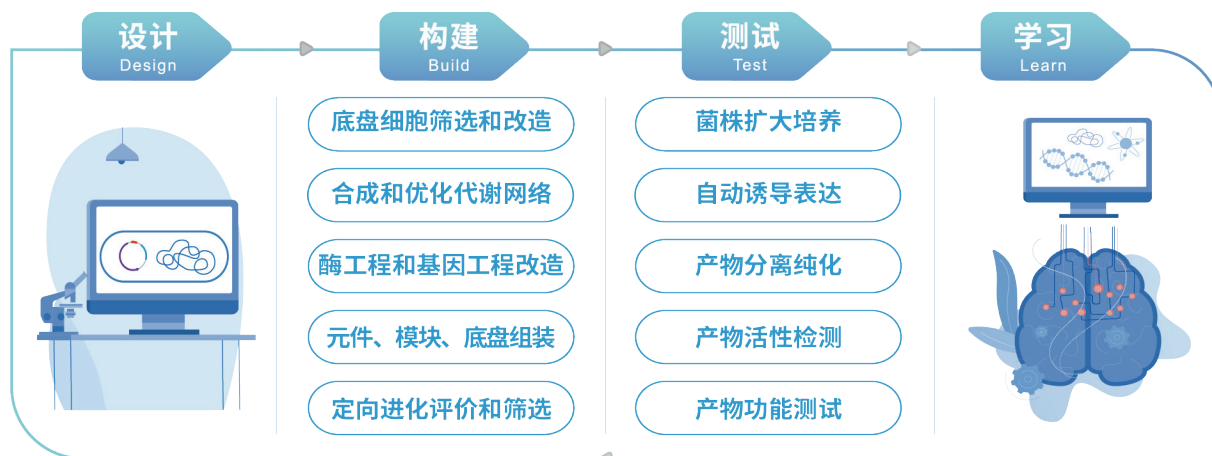 设计
Design
构建
Build
测试
Test
学习
Learn
底盘细胞筛选和改造
合成和优化代谢网络
酶工程和基因工程改造
元件、模块、底盘组装
定向进化评价和筛选
菌株扩大培养
自动诱导表达
产物分离纯化
产物活性检测
产物功能测试